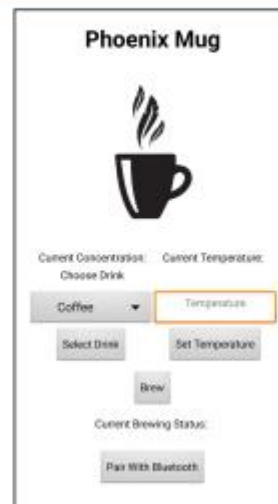 Phoenix Mug
Current Concentration: Current Temperature:
Choose Drink
Coffee Temperature
Select Drink Set Temperature
Brew
Current Brewing Status:
Pair With Bluetooth